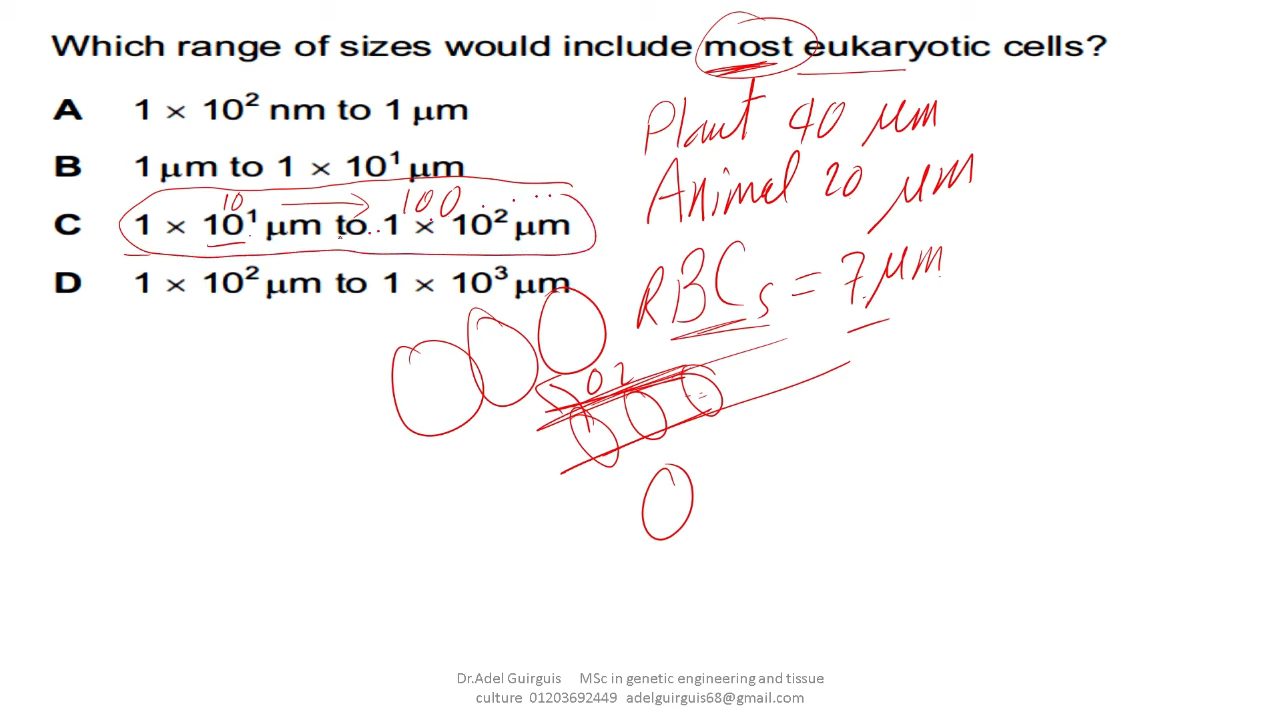 Which range of sizes would include most eukaryotic cells?
A 1 × 10² nm to 1 μm
B 1 μm to 1 × 10¹ μm
C 1 × 10¹ μm to 1 × 10² μm
D 1 × 10² μm to 1 × 10³ μm
10 → 100
Plant 40 μm
Animal 20 μm
RBCs = 7 μm
O2
Dr.Adel Guirguis MSc in genetic engineering and tissue
culture 01203692449 adelguirguis68@gmail.com